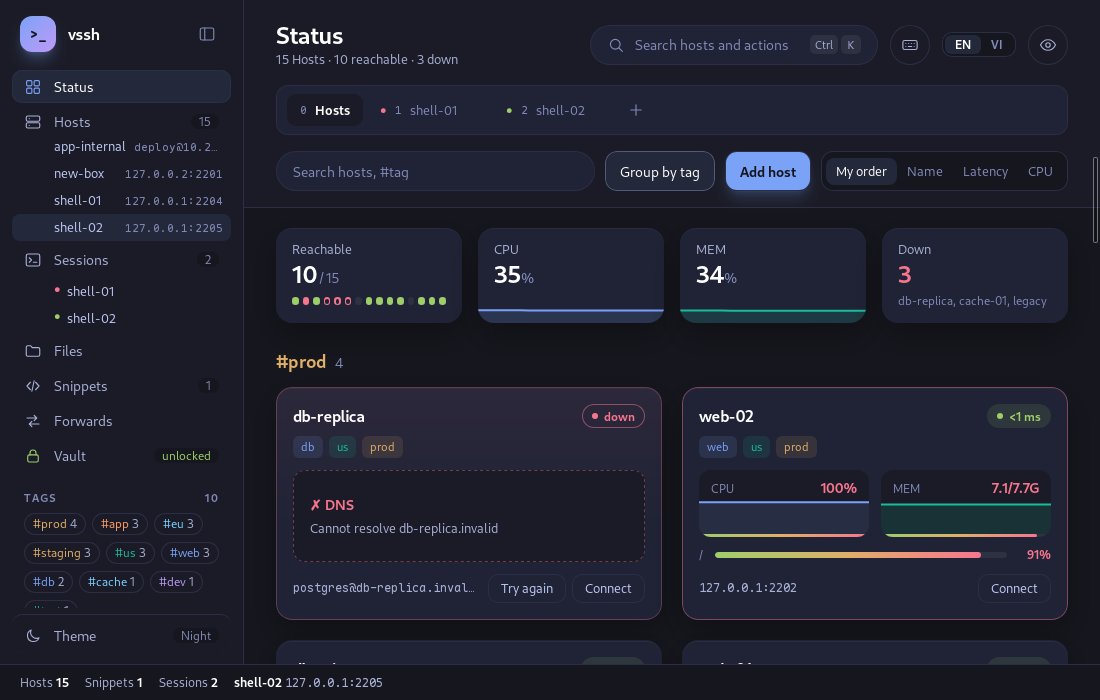 >_ vssh
Status
Hosts 15
app-internal deploy@10.2…
new-box 127.0.0.2:2201
shell-01 127.0.0.1:2204
shell-02 127.0.0.1:2205
Sessions 2
shell-01
shell-02
Files
Snippets 1
Forwards
Vault unlocked
TAGS 10
#prod 4 #app 3 #eu 3
#staging 3 #us 3 #web 3
#db 2 #cache 1 #dev 1
Theme Night
Status
15 Hosts · 10 reachable · 3 down
Search hosts and actions Ctrl K
EN VI
0 Hosts 1 shell-01 2 shell-02 +
Search hosts, #tag Group by tag Add host My order Name Latency CPU
Reachable
10/15
CPU
35%
MEM
34%
Down
3
db-replica, cache-01, legacy
#prod 4
db-replica down
db us prod
✗ DNS
Cannot resolve db-replica.invalid
postgres@db-replica.inval… Try again Connect
web-02 <1 ms
web us prod
CPU 100% MEM 7.1/7.7G
/ 91%
127.0.0.1:2202 Connect
Hosts 15 Snippets 1 Sessions 2 shell-02 127.0.0.1:2205